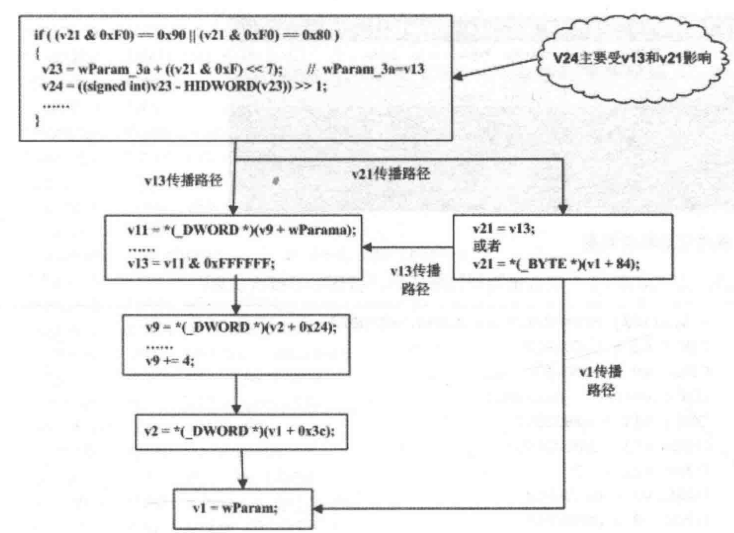 if ( (v21 & 0xF0) == 0x90 || (v21 & 0xF0) == 0x80 )
{
v23 = wParam_3a + ((v21 & 0xF) << 7); // wParam_3a=v13
v24 = ((signed int)v23 - HIDWORD(v23)) >> 1;
……
}
V24主要受v13和v21影响
v13传播路径
v21传播路径
v11 = *(_DWORD *)(v9 + wParama);
……
v13 = v11 & 0xFFFFFF;
v21 = v13;
或者
v21 = *(_BYTE *)(v1 + 84);
v13传播
路径
v9 = *(_DWORD *)(v2 + 0x24);
……
v9 += 4;
v1传播
路径
v2 = *(_DWORD *)(v1 + 0x3c);
v1 = wParam;